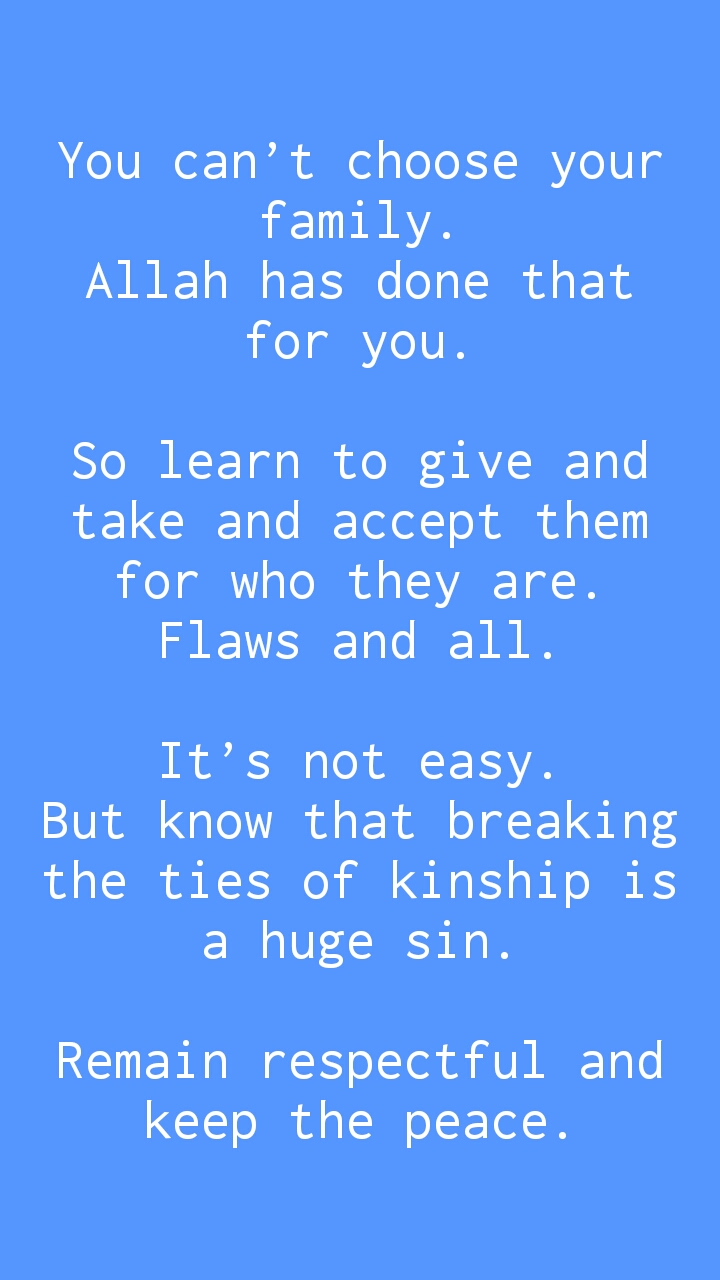 You can’t choose your
family.
Allah has done that
for you.
So learn to give and
take and accept them
for who they are.
Flaws and all.
It’s not easy.
But know that breaking
the ties of kinship is
a huge sin.
Remain respectful and
keep the peace.